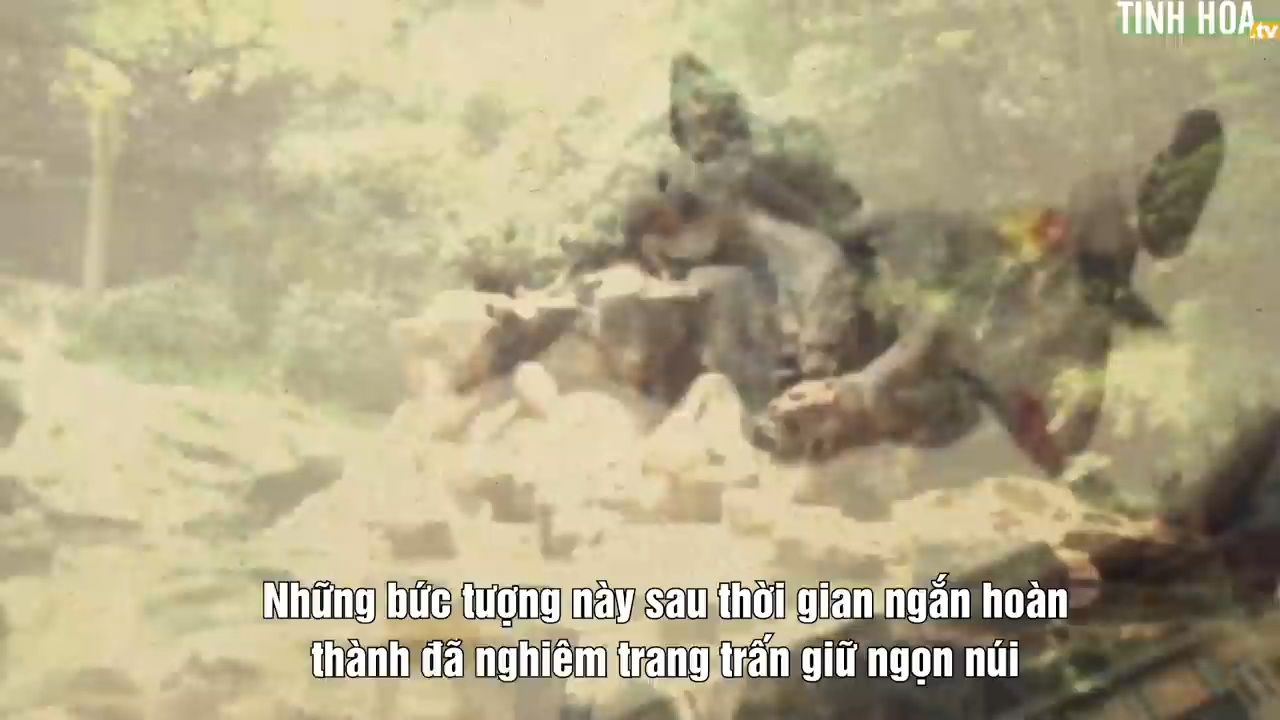 TINH HOA.tv
Những bức tượng này sau thời gian ngắn hoàn
thành đã nghiêm trang trấn giữ ngọn núi